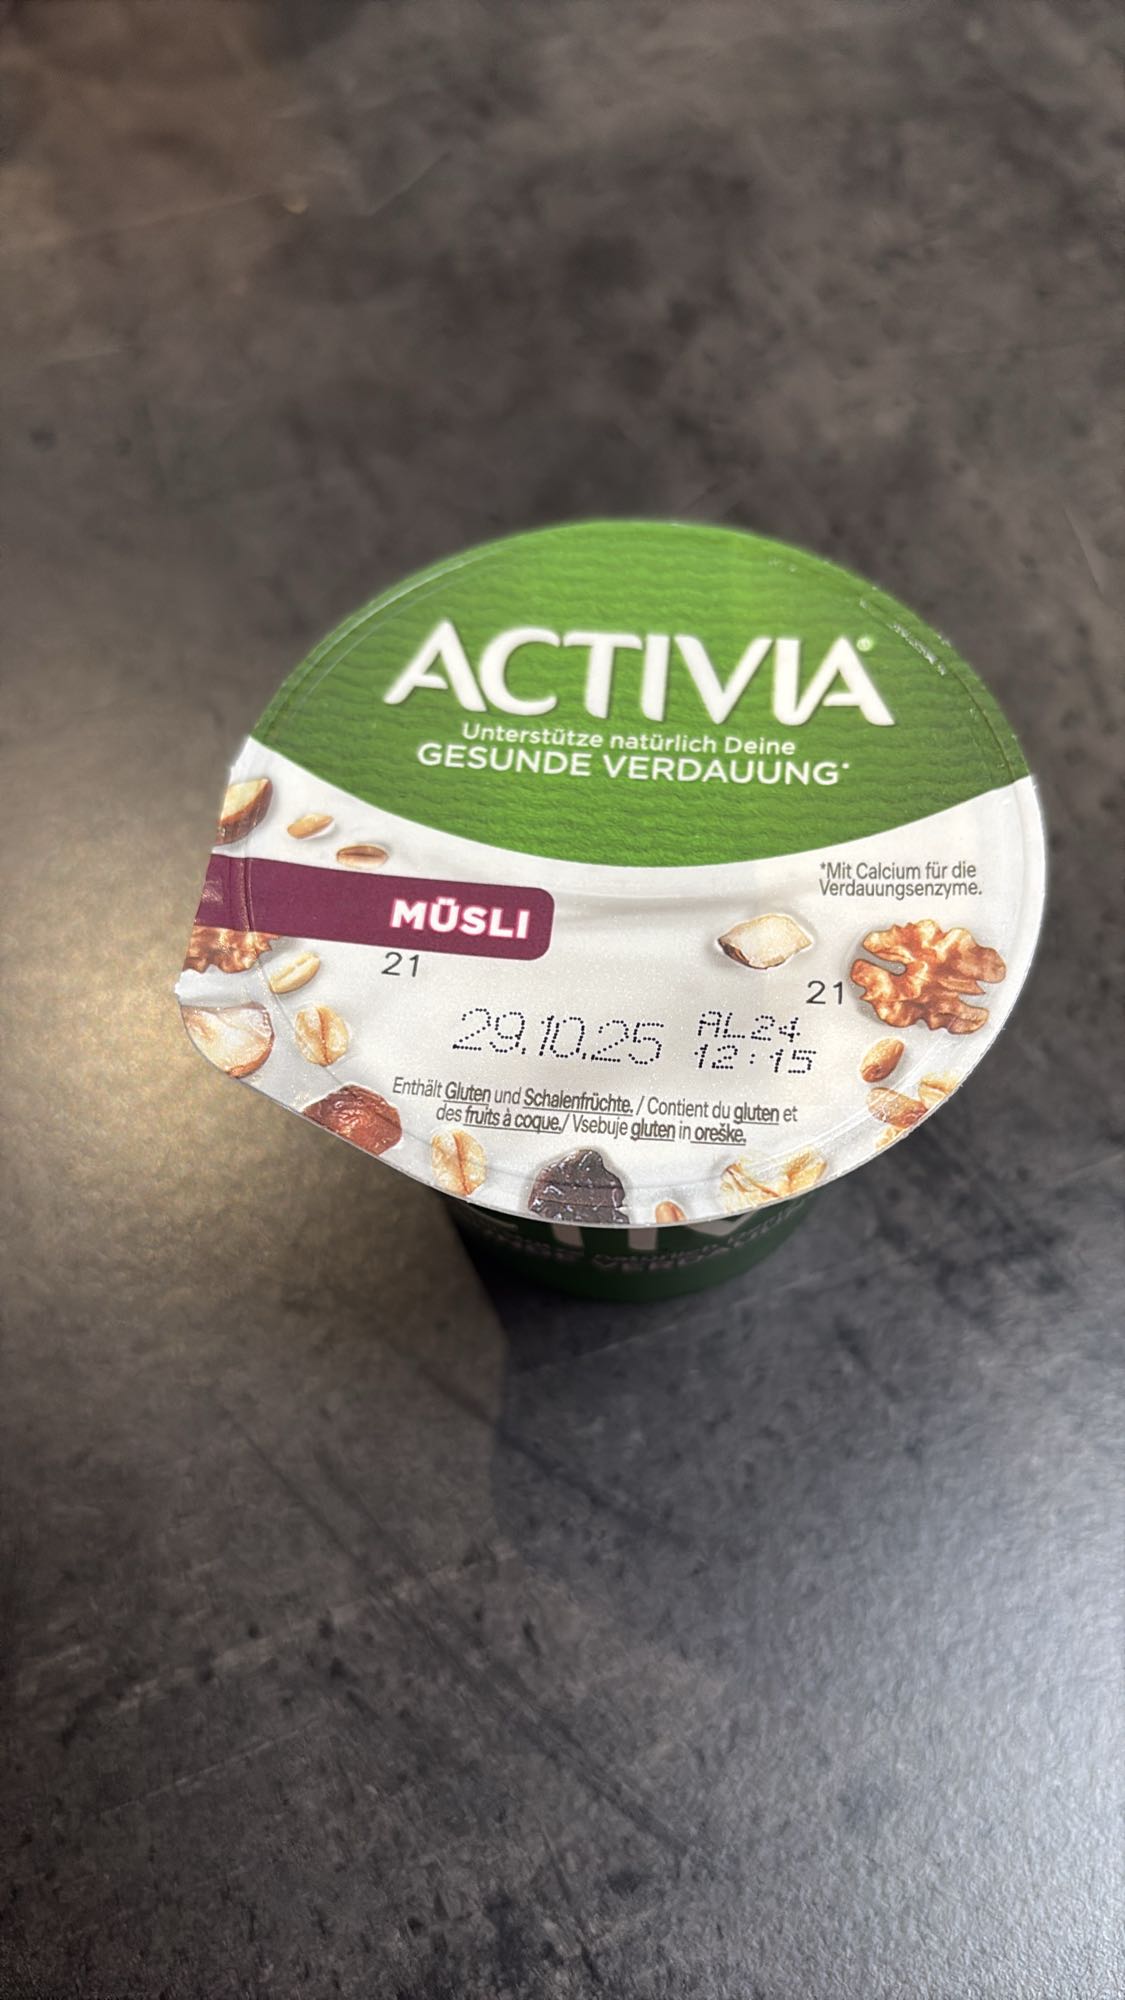 ACTIVIA®
Unterstütze natürlich Deine
GESUNDE VERDAUUNG*
*Mit Calcium für die
Verdauungsenzyme.
MÜSLI
21
21
29.10.25 AL24
12:15
Enthält Gluten und Schalenfrüchte. / Contient du gluten et
des fruits à coque./ Vsebuje gluten in oreške.